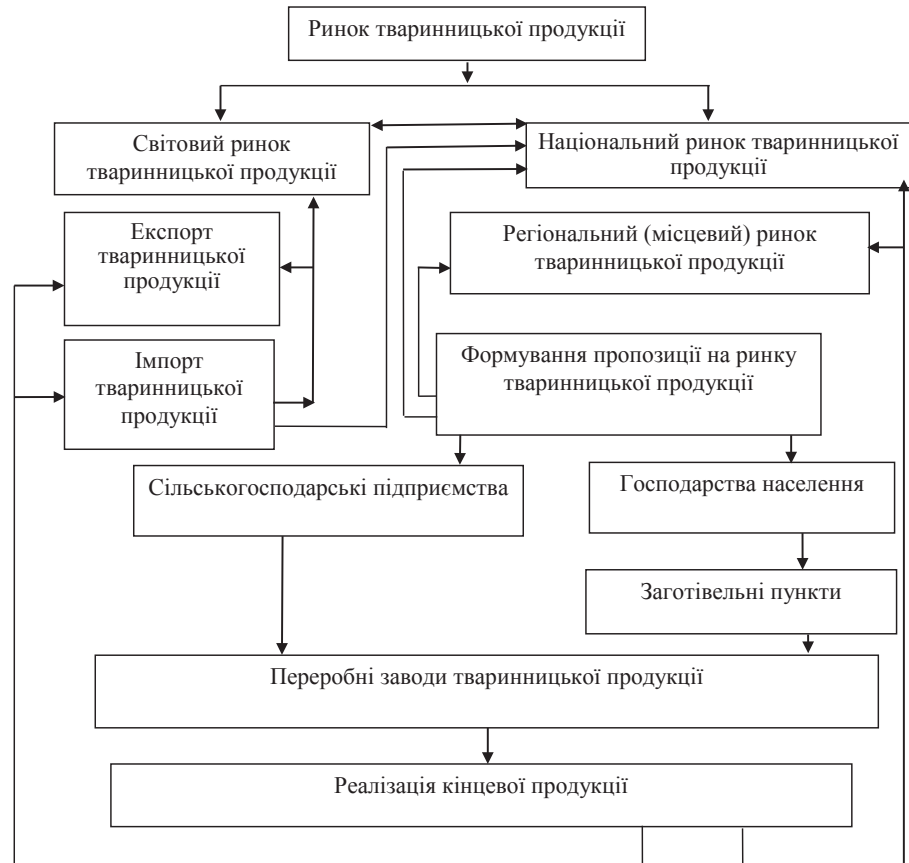 Ринок тваринницької продукції
Світовий ринок
тваринницької продукції
Національний ринок тваринницької
продукції
Експорт
тваринницької
продукції
Регіональний (місцевий) ринок
тваринницької продукції
Імпорт
тваринницької
продукції
Формування пропозиції на ринку
тваринницької продукції
Сільськогосподарські підприємства
Господарства населення
Заготівельні пункти
Переробні заводи тваринницької продукції
Реалізація кінцевої продукції